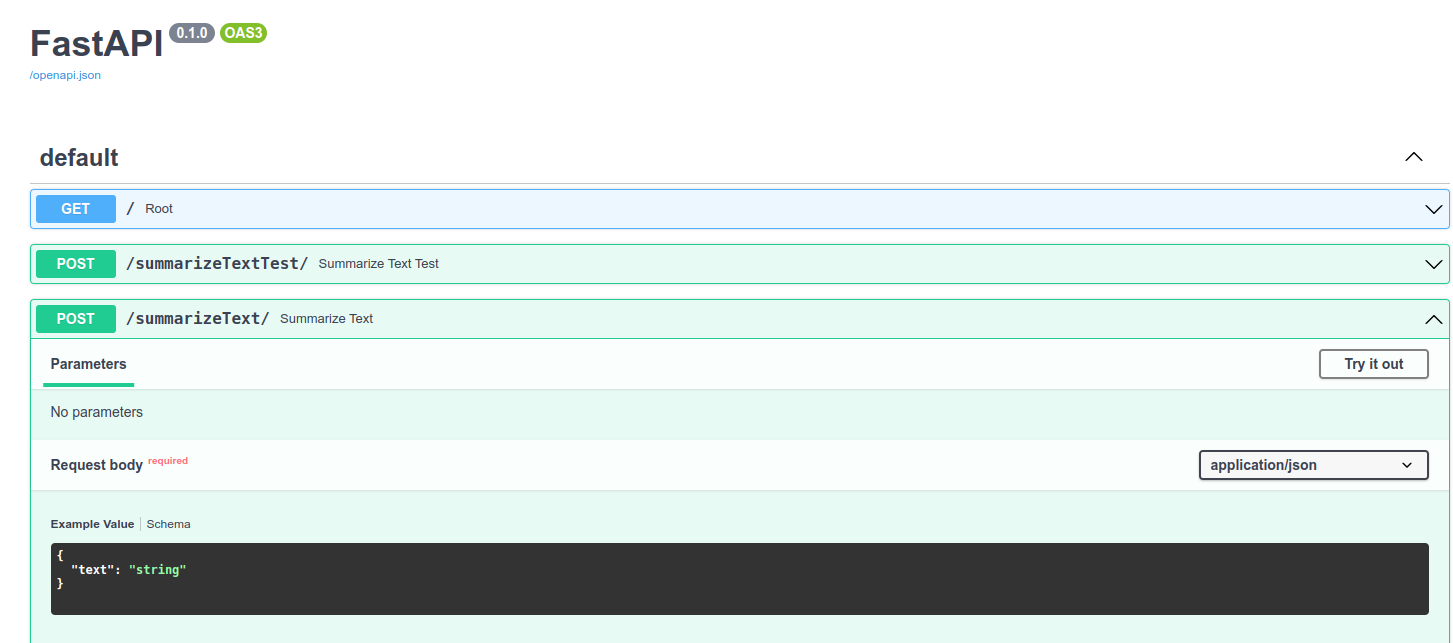 FastAPI 0.1.0 OAS3
/openapi.json
default
GET / Root
POST /summarizeTextTest/ Summarize Text Test
POST /summarizeText/ Summarize Text
Parameters Try it out
No parameters
Request body required application/json
Example Value Schema
{
"text": "string"
}